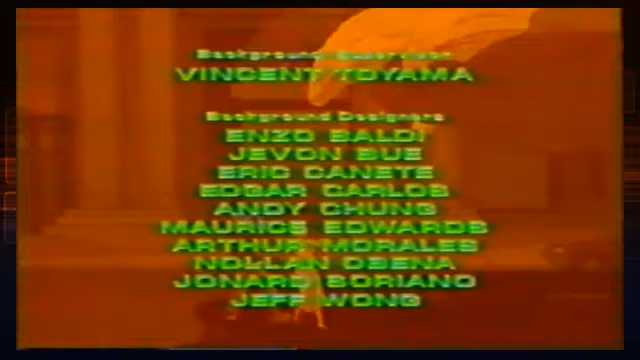 Background Supervisor
VINCENT TOYAMA
Background Designers
ENZO BALDI
JEVON BUE
ERIC CANETE
EDGAR CARLOS
ANDY CHUNG
MAURICE EDWARDS
ARTHUR MORALES
NOLLAN OBENA
JONARD SORIANO
JEFF WONG